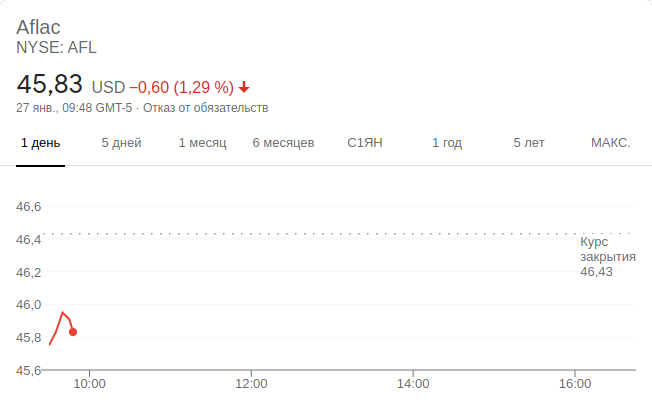 Aflac
NYSE: AFL
45,83 USD −0,60 (1,29 %)
27 янв., 09:48 GMT-5 · Отказ от обязательств
1 день 5 дней 1 месяц 6 месяцев С1ЯН 1 год 5 лет МАКС.
46,6
46,4
Курс
закрытия
46,43
46,2
46,0
45,8
45,6
10:00 12:00 14:00 16:00